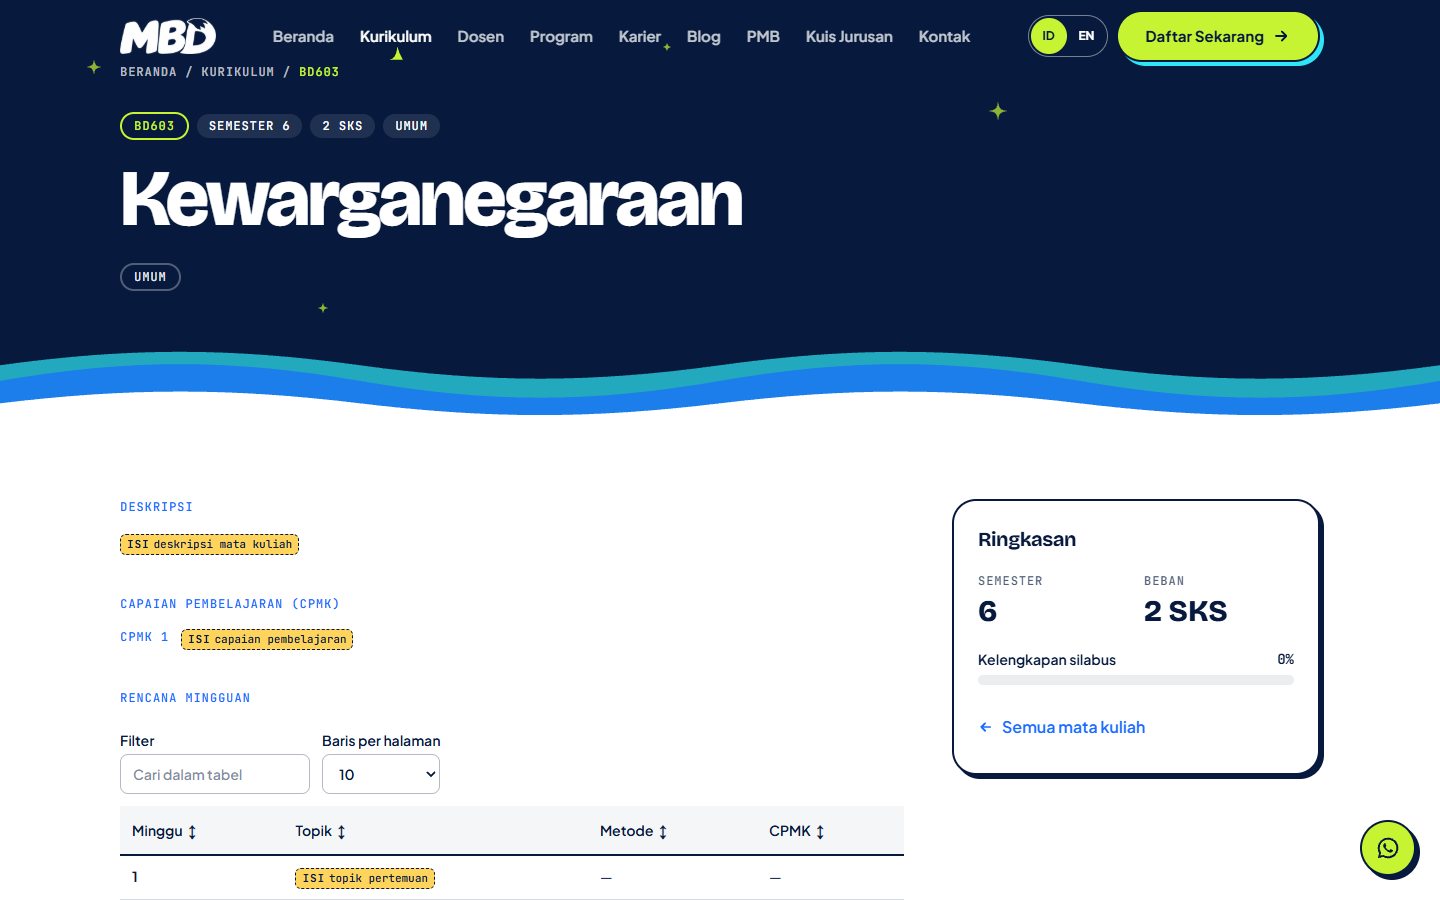 MBD
Beranda Kurikulum Dosen Program Karier Blog PMB Kuis Jurusan Kontak ID EN Daftar Sekarang →
BERANDA / KURIKULUM / BD603
BD603 SEMESTER 6 2 SKS UMUM
Kewarganegaraan
UMUM
DESKRIPSI
ISI deskripsi mata kuliah
CAPAIAN PEMBELAJARAN (CPMK)
CPMK 1 ISI capaian pembelajaran
RENCANA MINGGUAN
Filter Baris per halaman
Cari dalam tabel 10
Minggu ↕ Topik ↕ Metode ↕ CPMK ↕
1 ISI topik pertemuan — —
Ringkasan
SEMESTER BEBAN
6 2 SKS
Kelengkapan silabus 0%
← Semua mata kuliah